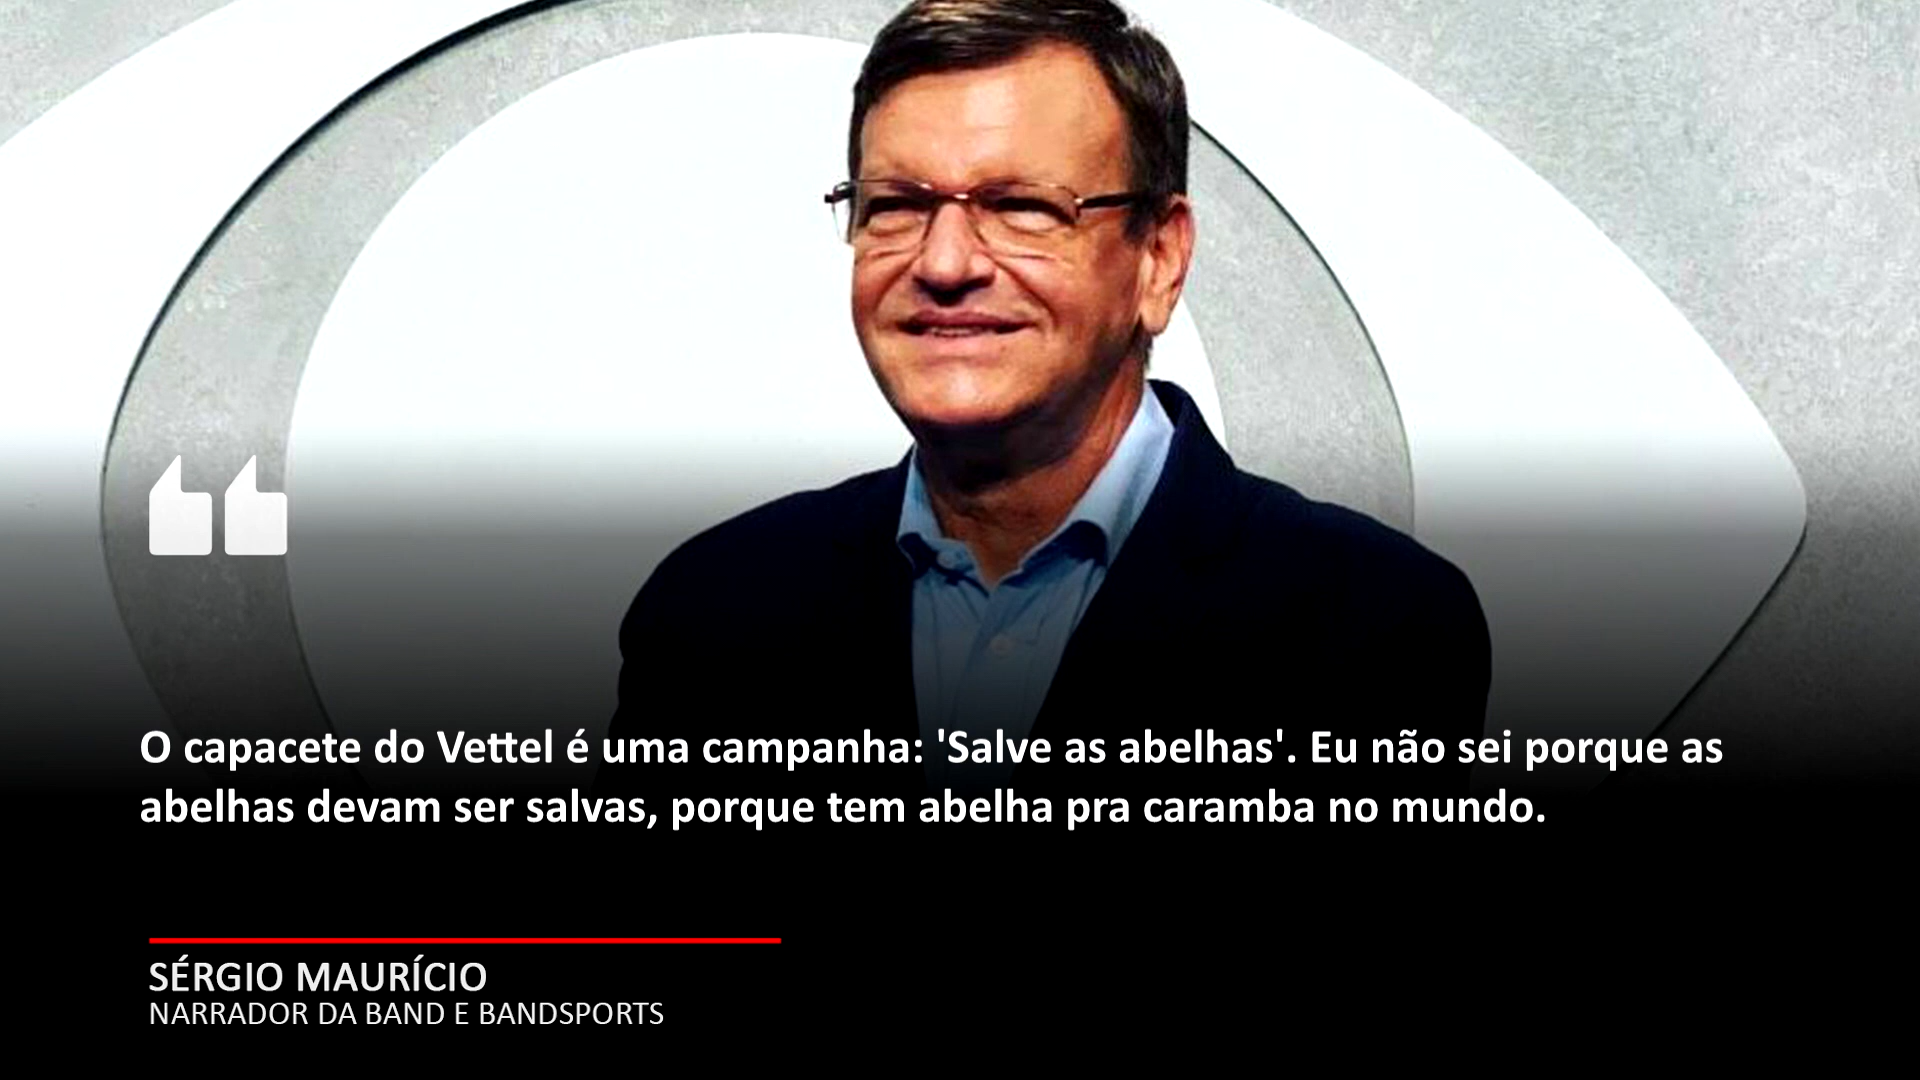 O capacete do Vettel é uma campanha: 'Salve as abelhas'. Eu não sei porque as
abelhas devam ser salvas, porque tem abelha pra caramba no mundo.
SÉRGIO MAURÍCIO
NARRADOR DA BAND E BANDSPORTS